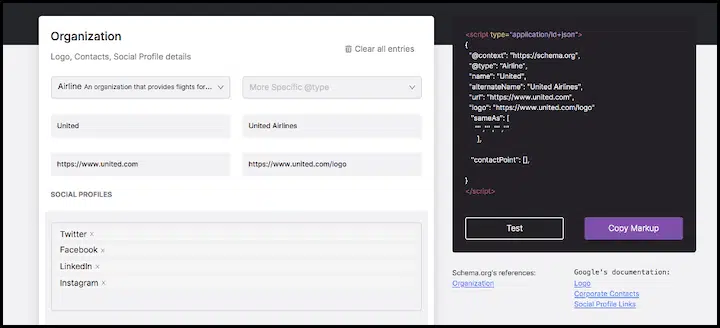 Organization
Logo, Contacts, Social Profile details
Clear all entries
Airline An organization that provides flights for...
More Specific @type
United
United Airlines
https://www.united.com
https://www.united.com/logo
SOCIAL PROFILES
Twitter ×
Facebook ×
LinkedIn ×
Instagram ×
<script type="application/ld+json">
{
"@context": "https://schema.org",
"@type": "Airline",
"name": "United",
"alternateName": "United Airlines",
"url": "https://www.united.com",
"logo": "https://www.united.com/logo"
"sameAs": [
"", "", "", ""
],
"contactPoint": [],
}
</script>
Test
Copy Markup
Schema.org's references:
Organization
Google's documentation:
Logo
Corporate Contacts
Social Profile Links